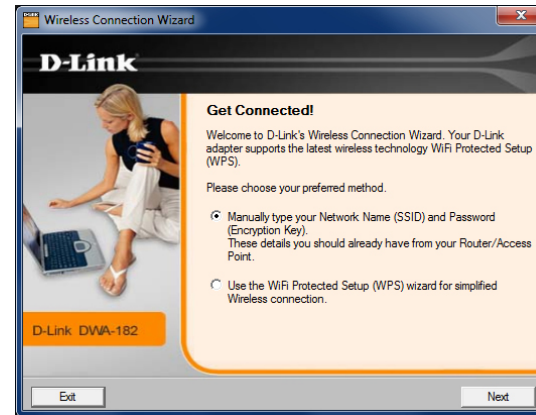 Wireless Connection Wizard
D-Link
Get Connected!
Welcome to D-Link's Wireless Connection Wizard. Your D-Link
adapter supports the latest wireless technology WiFi Protected Setup
(WPS).
Please choose your preferred method.
Manually type your Network Name (SSID) and Password
(Encryption Key).
These details you should already have from your Router/Access
Point.
Use the WiFi Protected Setup (WPS) wizard for simplified
Wireless connection.
D-Link DWA-182
Exit
Next